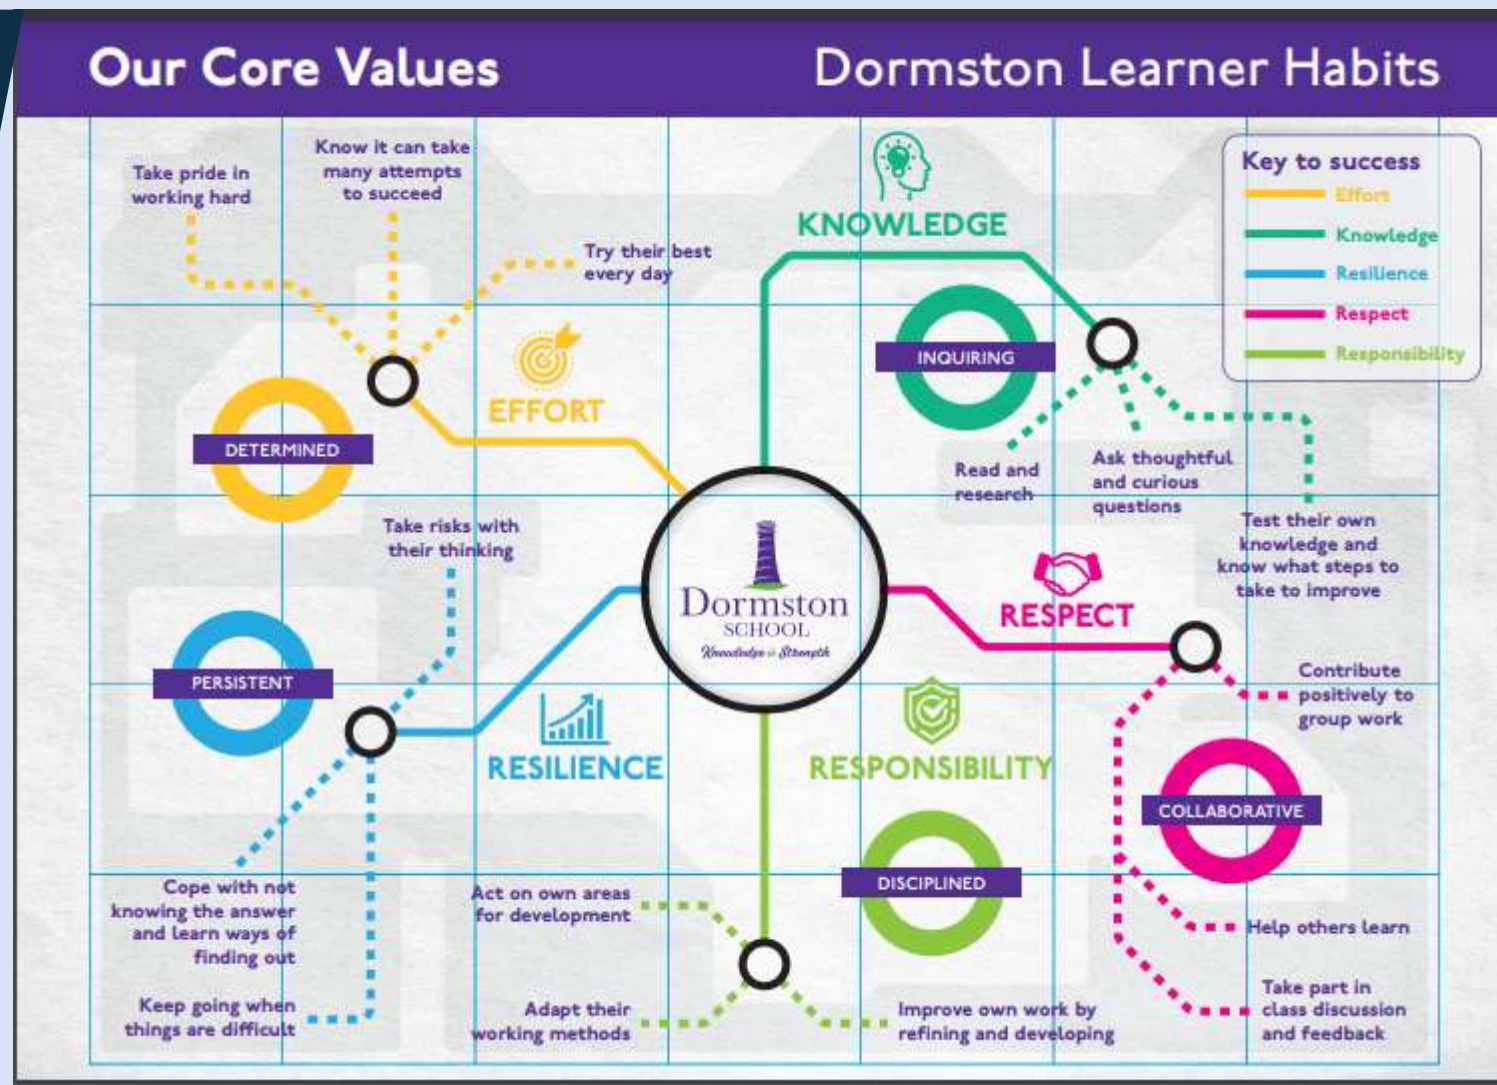 Our Core Values
Dormston Learner Habits
Take pride in
working hard
Know it can take
many attempts
to succeed
Try their best
every day
EFFORT
DETERMINED
KNOWLEDGE
INQUIRING
Read and
research
Ask thoughtful
and curious
questions
Test their own
knowledge and
know what steps to
take to improve
Key to success
Effort
Knowledge
Resilience
Respect
Responsibility
Take risks with
their thinking
PERSISTENT
RESILIENCE
Cope with not
knowing the answer
and learn ways of
finding out
Keep going when
things are difficult
Dormston
SCHOOL
Knowledge is Strength
RESPECT
Contribute
positively to
group work
COLLABORATIVE
Help others learn
Take part in
class discussion
and feedback
RESPONSIBILITY
DISCIPLINED
Act on own areas
for development
Adapt their
working methods
Improve own work by
refining and developing